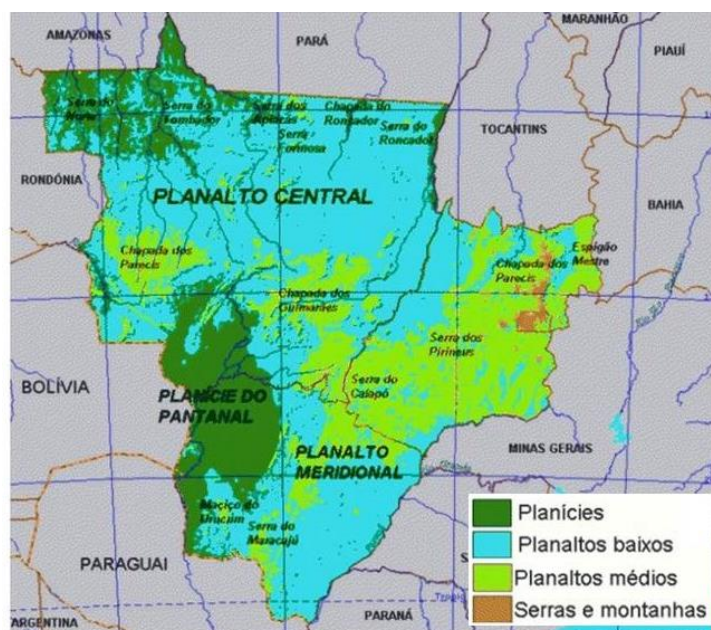 AMAZONAS
PARÁ
MARANHÃO
PIAUÍ
Serra do
Norte
Serra do
Tombador
Serra dos
Apiacás
Serra
Formosa
Chapada do
Roncador
Serra do
Roncador
TOCANTINS
RONDÔNIA
BAHIA
PLANALTO CENTRAL
Chapada dos
Parecis
Chapada dos
Parecis
Espigão
Mestre
Chapada dos
Guimarães
Serra dos
Pirineus
BOLÍVIA
PLANÍCIE DO
PANTANAL
Serra do
Caiapó
PLANALTO
MERIDIONAL
MINAS GERAIS
Maciço do
Urucum
Serra do
Maracajú
PARAGUAI
PARANÁ
ARGENTINA
Planícies
Planaltos baixos
Planaltos médios
Serras e montanhas